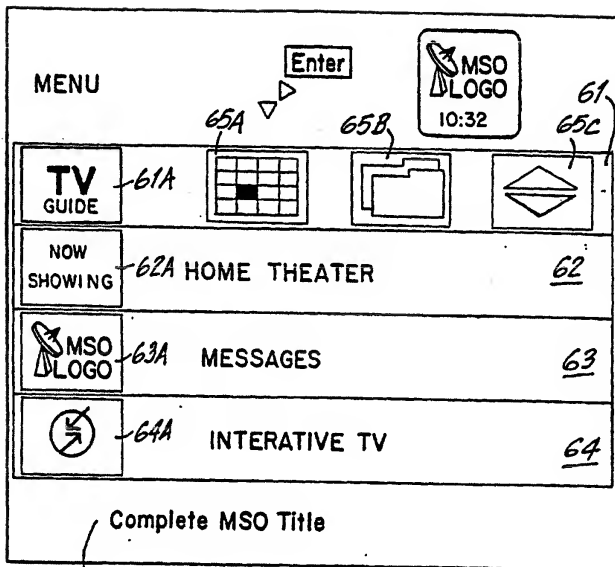 MENU
Enter
MSO
LOGO
10:32
61
65A
65B
65C
TV
GUIDE
61A
NOW
SHOWING
62A
HOME THEATER
62
MSO
LOGO
63A
MESSAGES
63
64A
INTERATIVE TV
64
Complete MSO Title